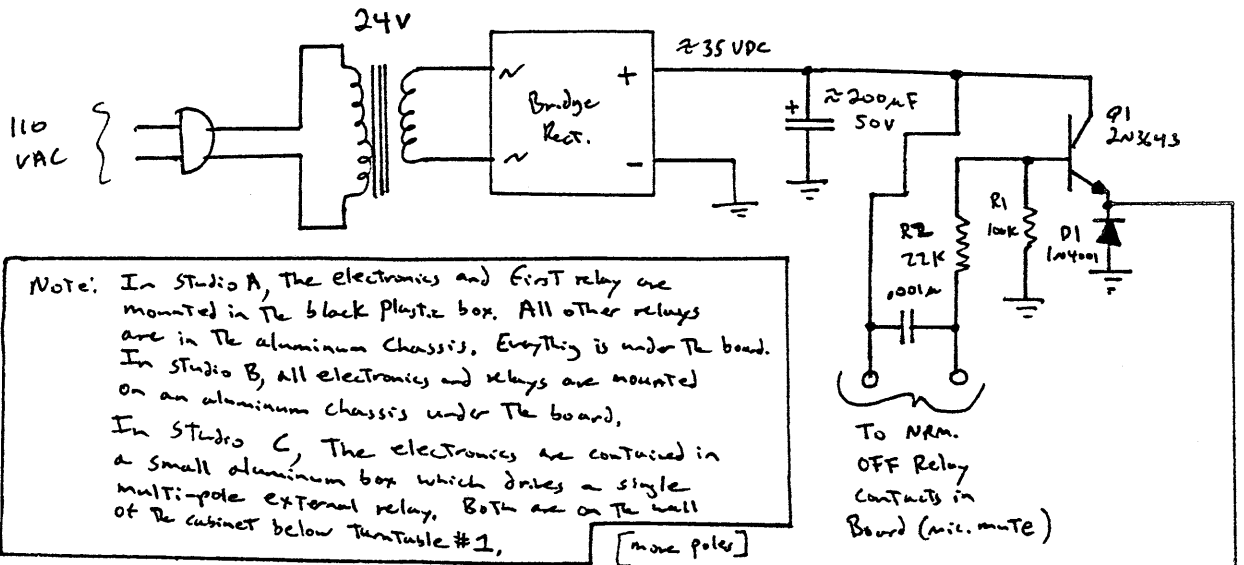 24V
≈35 VDC
110
VAC
~
+
Bridge
Rect.
~
-
+
≈200µF
50V
Q1
2N3643
R1
100K
R2
22K
D1
1N4001
.001µ
Note: In Studio A, The electronics and first relay are
mounted in The black Plastic box. All other relays
are in The aluminum Chassis. Everything is under The board.
In Studio B, all electronics and relays are mounted
on an aluminum chassis under The board.
In Studio C, The electronics are contained in
a small aluminum box which drives a single
multi-pole external relay. Both are on The wall
of The cabinet below TurnTable #1.
[more poles]
To NRM.
OFF Relay
Contacts in
Board (mic. mute)